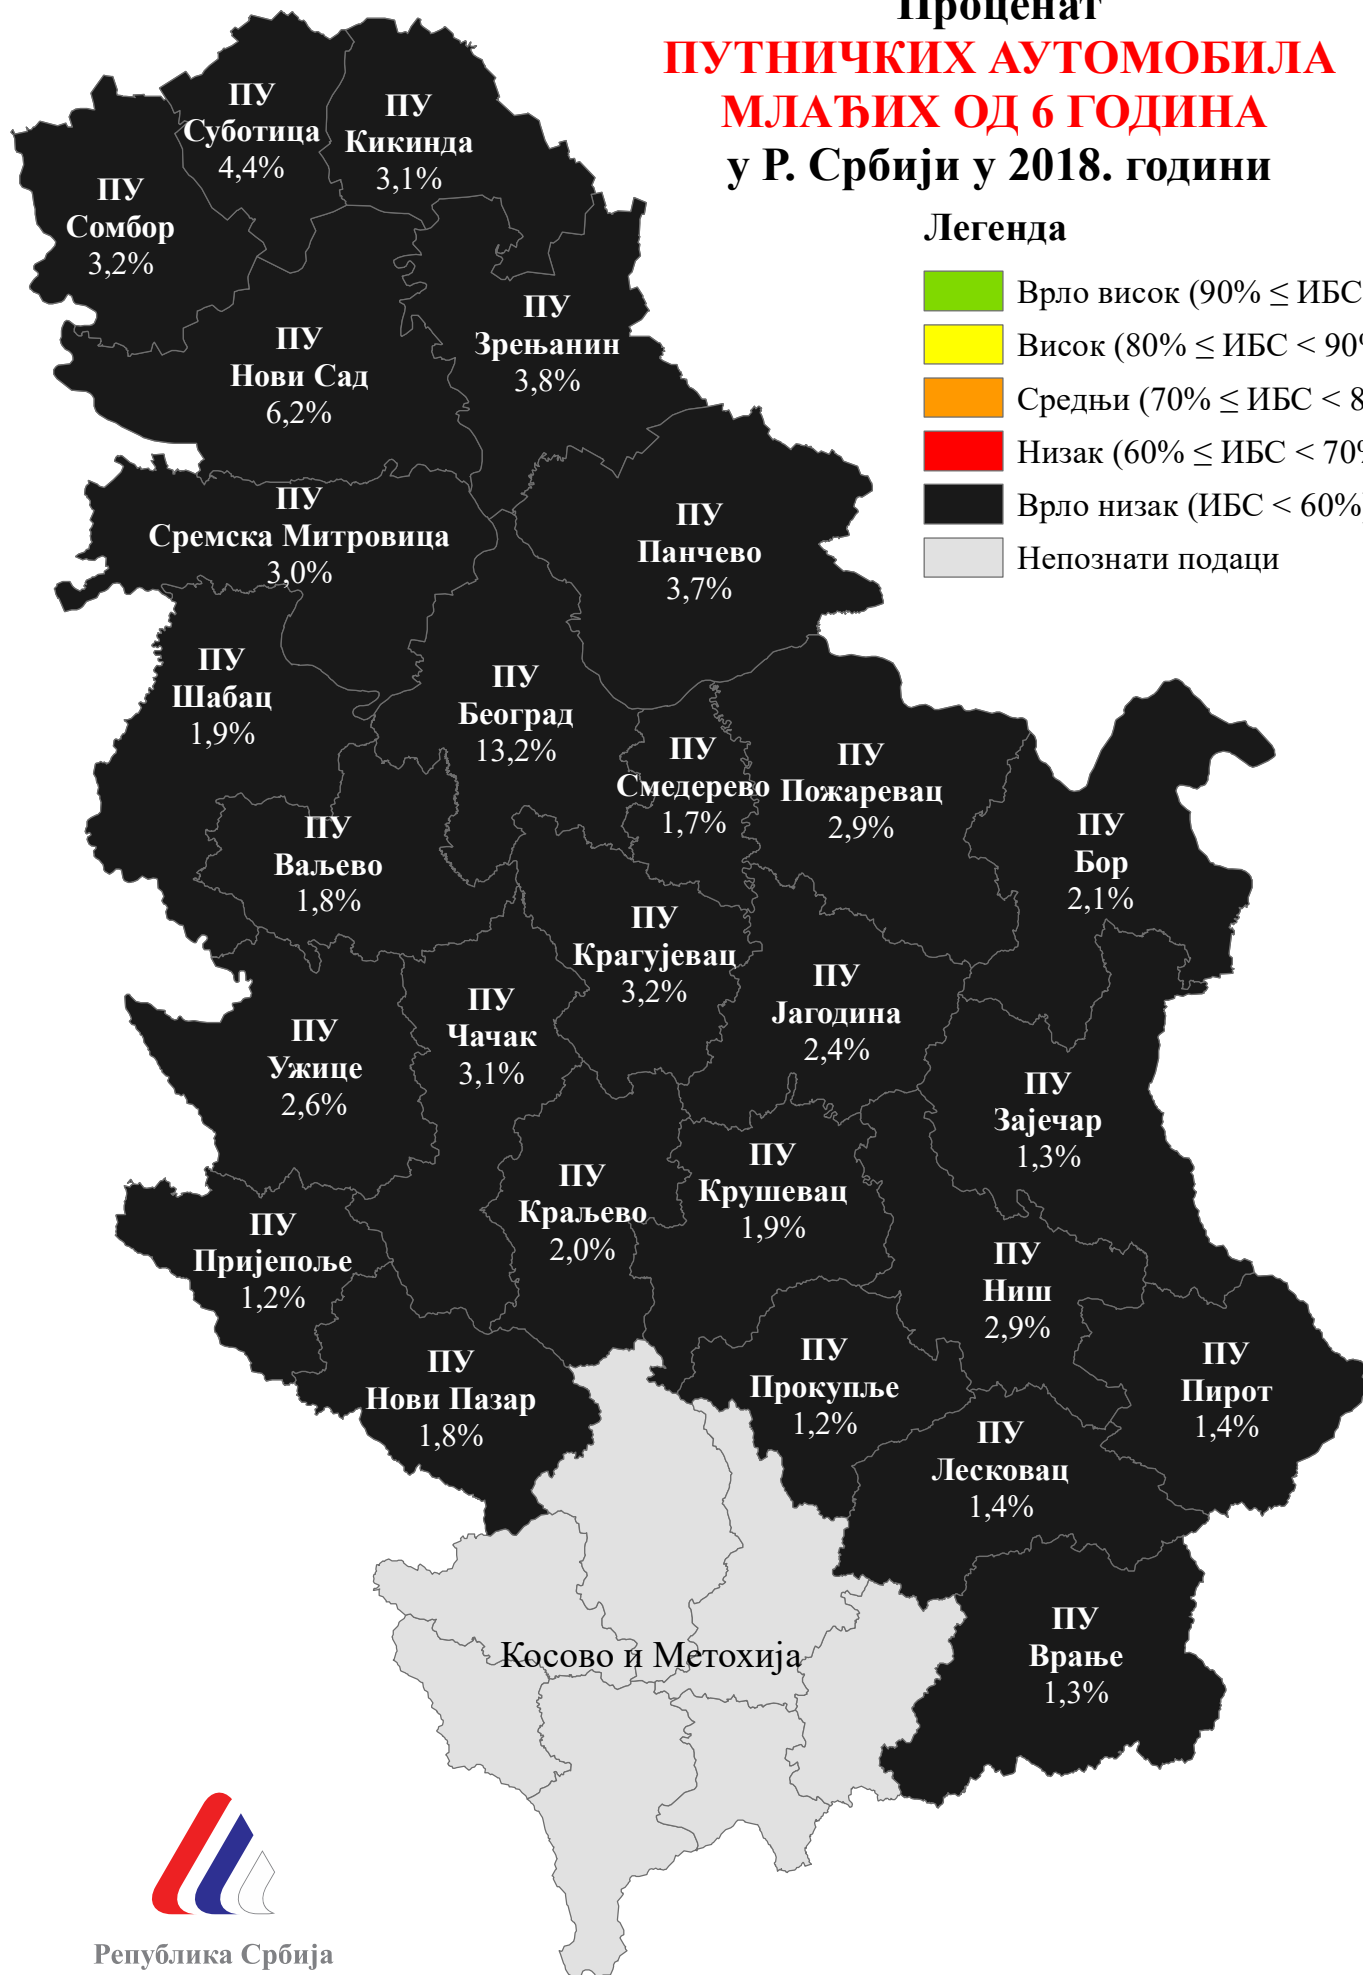 Проценат
ПУТНИЧКИХ АУТОМОБИЛА
МЛАЂИХ ОД 6 ГОДИНА
у Р. Србији у 2018. години
Легенда
Врло висок (90% ≤ ИБС
Висок (80% ≤ ИБС < 90%
Средњи (70% ≤ ИБС < 8
Низак (60% ≤ ИБС < 70%
Врло низак (ИБС < 60%)
Непознати подаци
ПУ
Суботица
4,4%
ПУ
Кикинда
3,1%
ПУ
Сомбор
3,2%
ПУ
Зрењанин
3,8%
ПУ
Нови Сад
6,2%
ПУ
Сремска Митровица
3,0%
ПУ
Панчево
3,7%
ПУ
Шабац
1,9%
ПУ
Београд
13,2%
ПУ
Смедерево
1,7%
ПУ
Пожаревац
2,9%
ПУ
Бор
2,1%
ПУ
Ваљево
1,8%
ПУ
Крагујевац
3,2%
ПУ
Јагодина
2,4%
ПУ
Чачак
3,1%
ПУ
Ужице
2,6%
ПУ
Зајечар
1,3%
ПУ
Крушевац
1,9%
ПУ
Краљево
2,0%
ПУ
Пријепоље
1,2%
ПУ
Ниш
2,9%
ПУ
Прокупље
1,2%
ПУ
Пирот
1,4%
ПУ
Нови Пазар
1,8%
ПУ
Лесковац
1,4%
ПУ
Врање
1,3%
Косово и Метохија
Република Србија